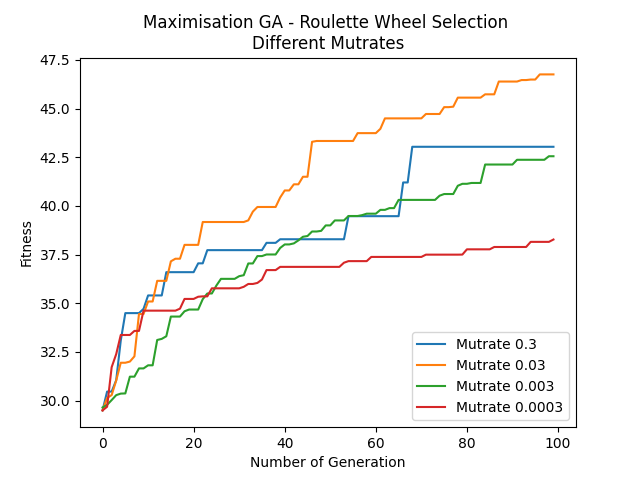 Maximisation GA - Roulette Wheel Selection
Different Mutrates
47.5
45.0
42.5
40.0
37.5
35.0
32.5
30.0
Fitness
0
20
40
60
80
100
Number of Generation
Mutrate 0.3
Mutrate 0.03
Mutrate 0.003
Mutrate 0.0003